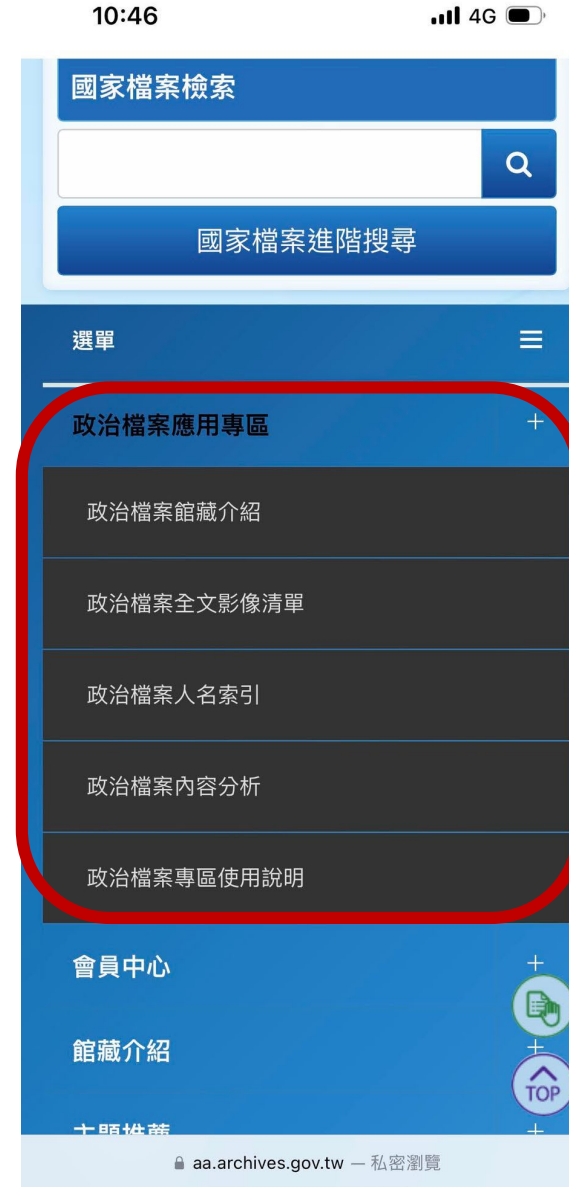 10:46
4G
國家檔案檢索
國家檔案進階搜尋
選單
政治檔案應用專區
政治檔案館藏介紹
政治檔案全文影像清單
政治檔案人名索引
政治檔案內容分析
政治檔案專區使用說明
會員中心
館藏介紹
TOP
主題推薦
aa.archives.gov.tw — 私密瀏覽